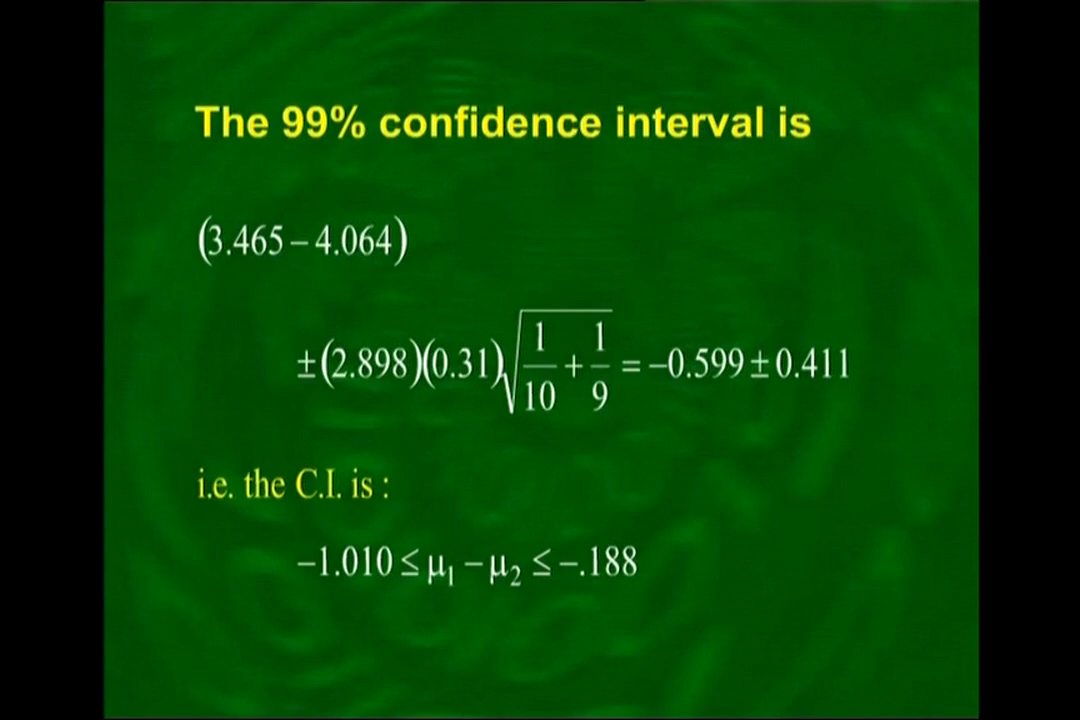 The 99% confidence interval is
(3.465 – 4.064)
±(2.898)(0.31)√(1/10 + 1/9) = –0.599 ± 0.411
i.e. the C.I. is :
–1.010 ≤ μ₁ – μ₂ ≤ –.188